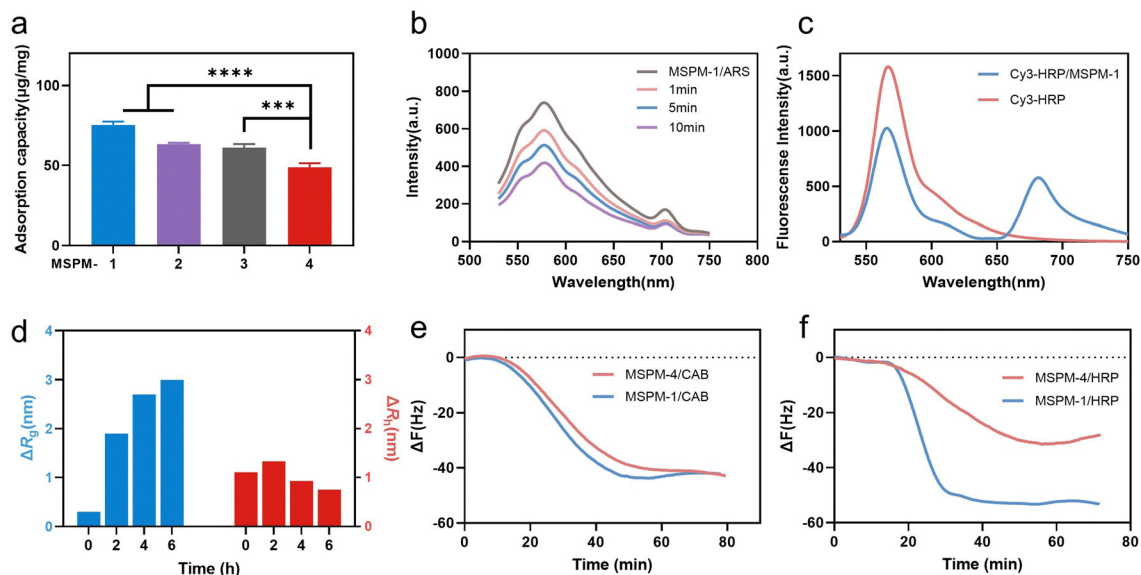 a
Adsorption capacity(μg/mg)
100
50
0
****
***
MSPM- 1 2 3 4
b
Intensity(a.u.)
1000
800
600
400
200
0
MSPM-1/ARS
1min
5min
10min
500 550 600 650 700 750 800
Wavelength(nm)
c
Fluorescense Intensity(a.u.)
1500
1000
500
0
Cy3-HRP/MSPM-1
Cy3-HRP
550 600 650 700 750
Wavelength(nm)
d
ΔRg(nm)
4
3
2
1
0
4
3
2
1
0
ΔRh(nm)
0 2 4 6 0 2 4 6
Time (h)
e
ΔF(Hz)
0
-20
-40
-60
MSPM-4/CAB
MSPM-1/CAB
0 20 40 60 80
Time (min)
f
ΔF(Hz)
0
-20
-40
-60
MSPM-4/HRP
MSPM-1/HRP
0 20 40 60 80
Time (min)